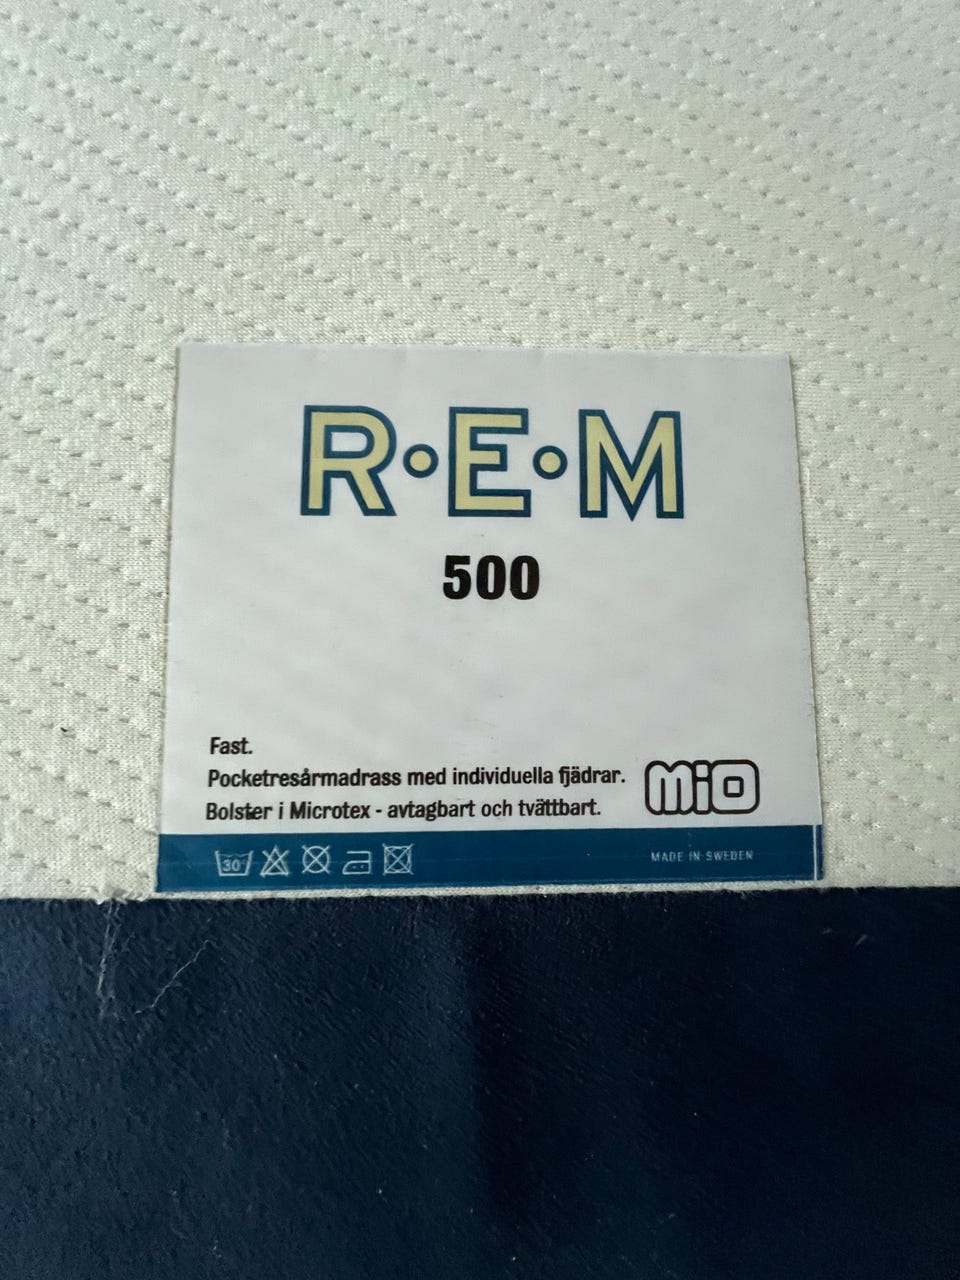 R·E·M
500
Fast.
Pocketresårmadrass med individuella fjädrar.
Bolster i Microtex - avtagbart och tvättbart.
MiO
30°
MADE IN SWEDEN